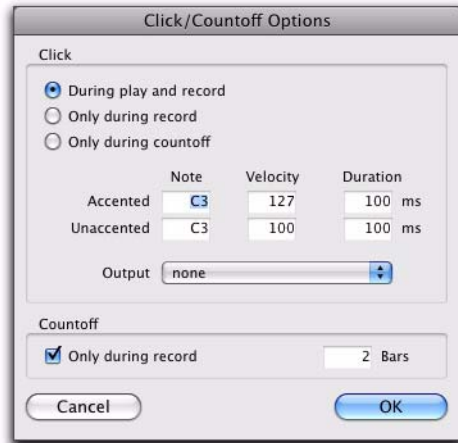 Click/Countoff Options
Click
During play and record
Only during record
Only during countoff
Note Velocity Duration
Accented C3 127 100 ms
Unaccented C3 100 100 ms
Output none
Countoff
Only during record 2 Bars
Cancel OK